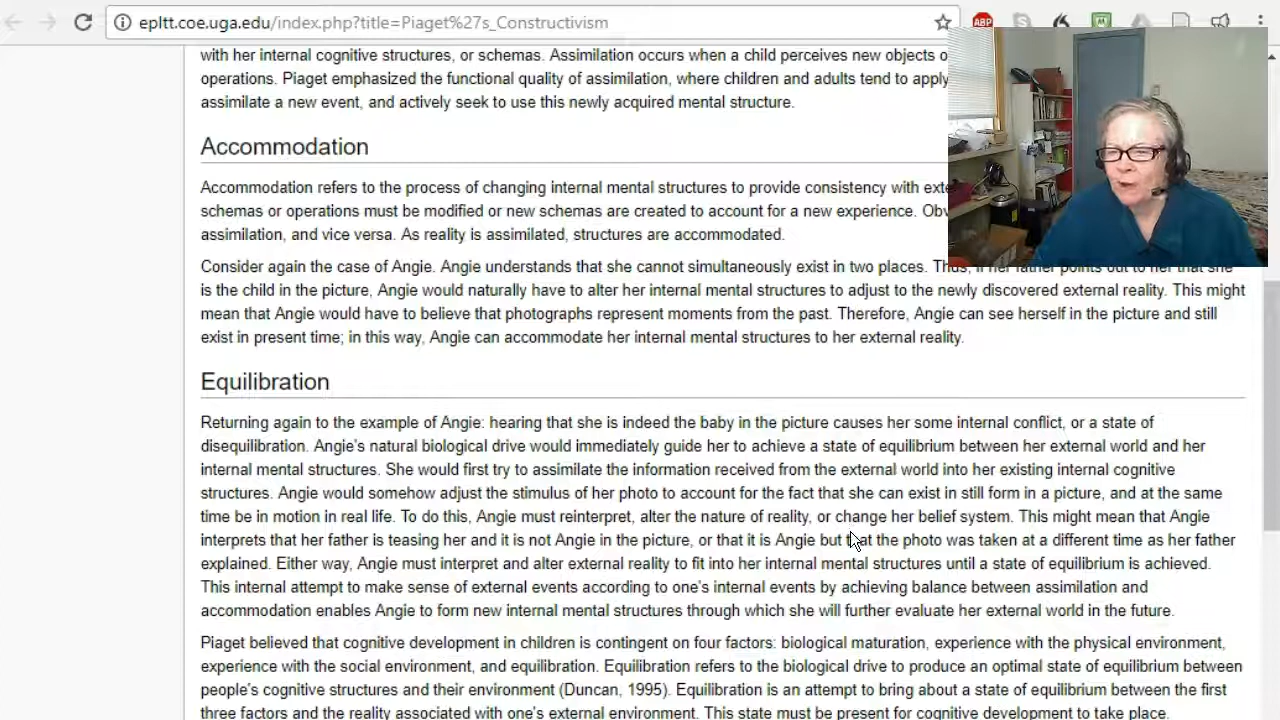 epltt.coe.uga.edu/index.php?title=Piaget%27s_Constructivism
ABP
with her internal cognitive structures, or schemas. Assimilation occurs when a child perceives new objects o
operations. Piaget emphasized the functional quality of assimilation, where children and adults tend to apply
assimilate a new event, and actively seek to use this newly acquired mental structure.
Accommodation
Accommodation refers to the process of changing internal mental structures to provide consistency with exte
schemas or operations must be modified or new schemas are created to account for a new experience. Obv
assimilation, and vice versa. As reality is assimilated, structures are accommodated.
Consider again the case of Angie. Angie understands that she cannot simultaneously exist in two places. Thus, if her father points out to her that she
is the child in the picture, Angie would naturally have to alter her internal mental structures to adjust to the newly discovered external reality. This might
mean that Angie would have to believe that photographs represent moments from the past. Therefore, Angie can see herself in the picture and still
exist in present time; in this way, Angie can accommodate her internal mental structures to her external reality.
Equilibration
Returning again to the example of Angie: hearing that she is indeed the baby in the picture causes her some internal conflict, or a state of
disequilibration. Angie's natural biological drive would immediately guide her to achieve a state of equilibrium between her external world and her
internal mental structures. She would first try to assimilate the information received from the external world into her existing internal cognitive
structures. Angie would somehow adjust the stimulus of her photo to account for the fact that she can exist in still form in a picture, and at the same
time be in motion in real life. To do this, Angie must reinterpret, alter the nature of reality, or change her belief system. This might mean that Angie
interprets that her father is teasing her and it is not Angie in the picture, or that it is Angie but that the photo was taken at a different time as her father
explained. Either way, Angie must interpret and alter external reality to fit into her internal mental structures until a state of equilibrium is achieved.
This internal attempt to make sense of external events according to one's internal events by achieving balance between assimilation and
accommodation enables Angie to form new internal mental structures through which she will further evaluate her external world in the future.
Piaget believed that cognitive development in children is contingent on four factors: biological maturation, experience with the physical environment,
experience with the social environment, and equilibration. Equilibration refers to the biological drive to produce an optimal state of equilibrium between
people's cognitive structures and their environment (Duncan, 1995). Equilibration is an attempt to bring about a state of equilibrium between the first
three factors and the reality associated with one's external environment. This state must be present for cognitive development to take place.